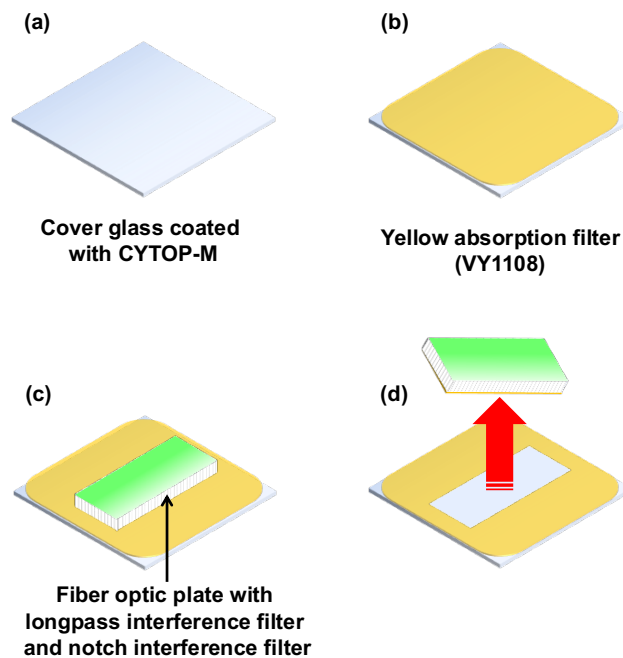 (a)
(b)
Cover glass coated
with CYTOP-M
Yellow absorption filter
(VY1108)
(c)
(d)
Fiber optic plate with
longpass interference filter
and notch interference filter